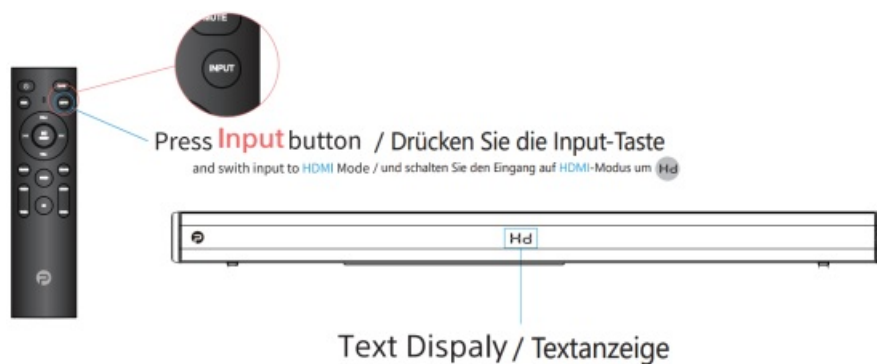 MUTE
INPUT
Press Input button / Drücken Sie die Input-Taste
and swith input to HDMI Mode / und schalten Sie den Eingang auf HDMI-Modus um Hd
Hd
Text Dispaly / Textanzeige